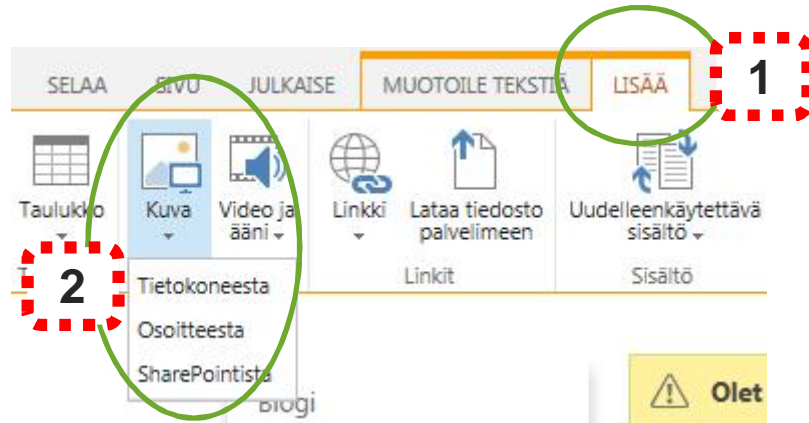 SELAA SIVU JULKAISE MUOTOILE TEKSTIÄ LISÄÄ 1
Taulukko Kuva Video ja ääni Linkki Lataa tiedosto palvelimeen Uudelleenkäytettävä sisältö
2 Linkit Sisältö
Tietokoneesta
Osoitteesta
SharePointista
Blogi
Olet